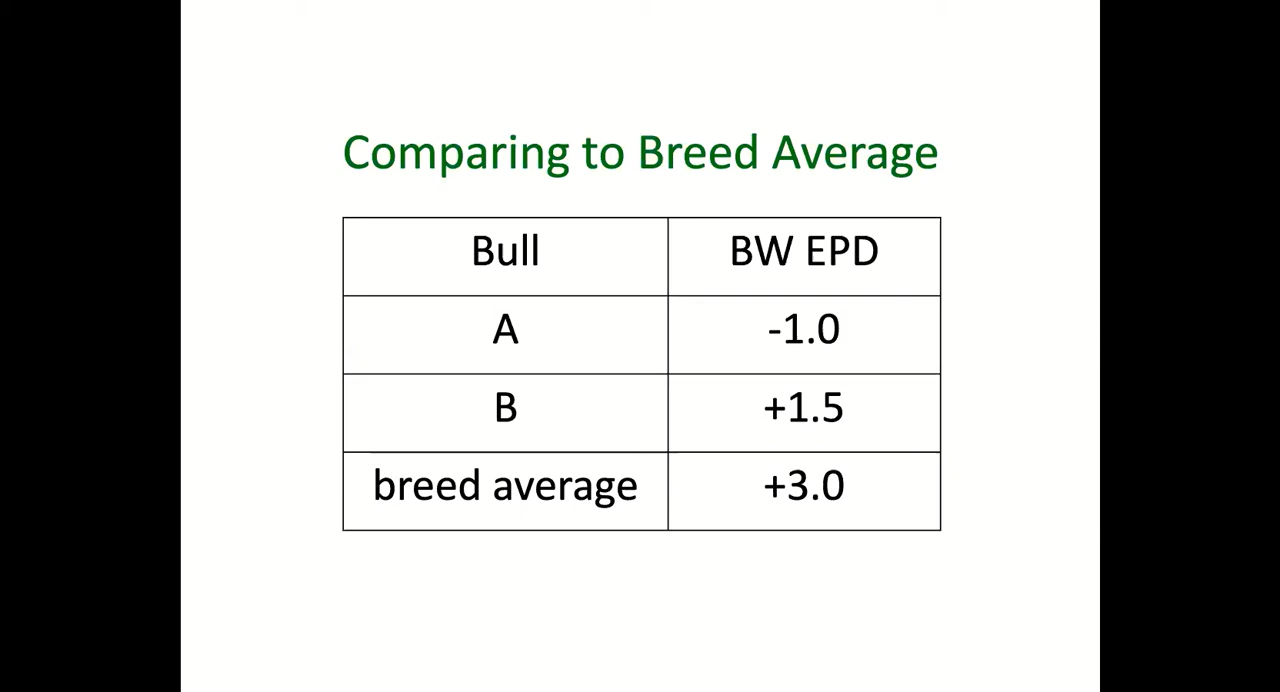 Comparing to Breed Average
Bull BW EPD
A -1.0
B +1.5
breed average +3.0